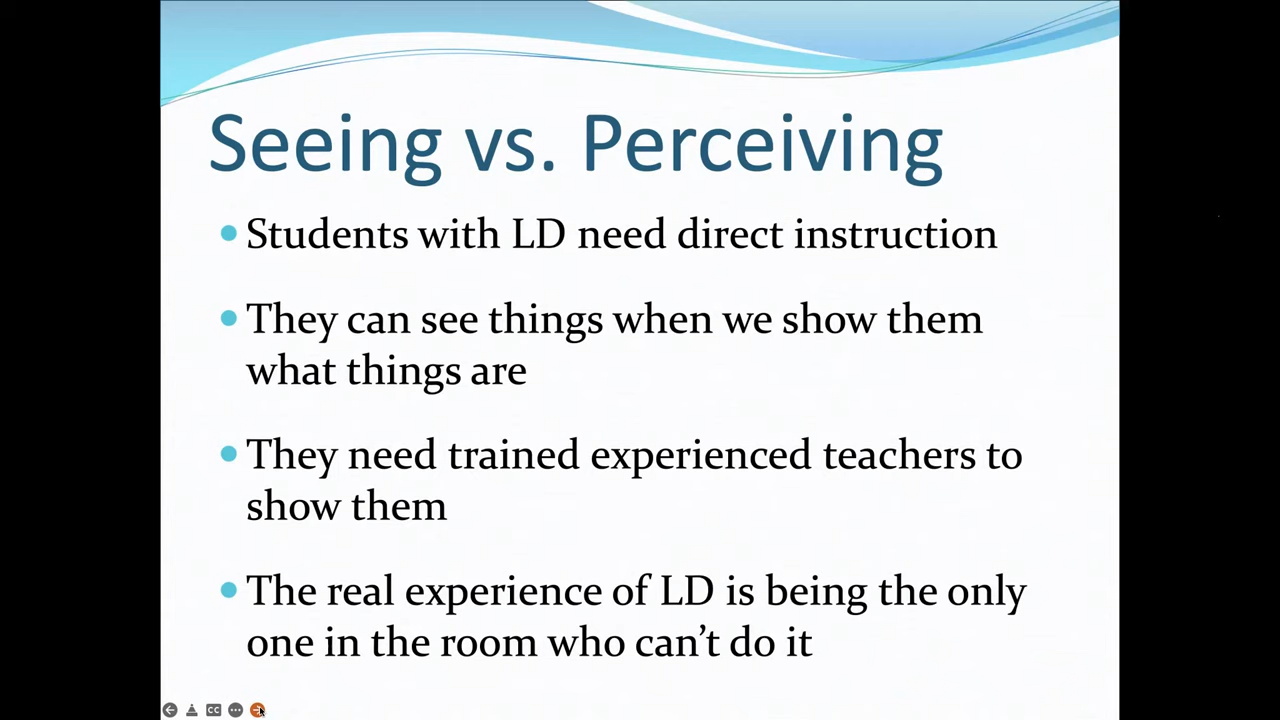 Seeing vs. Perceiving
• Students with LD need direct instruction
• They can see things when we show them
what things are
• They need trained experienced teachers to
show them
• The real experience of LD is being the only
one in the room who can’t do it
CC